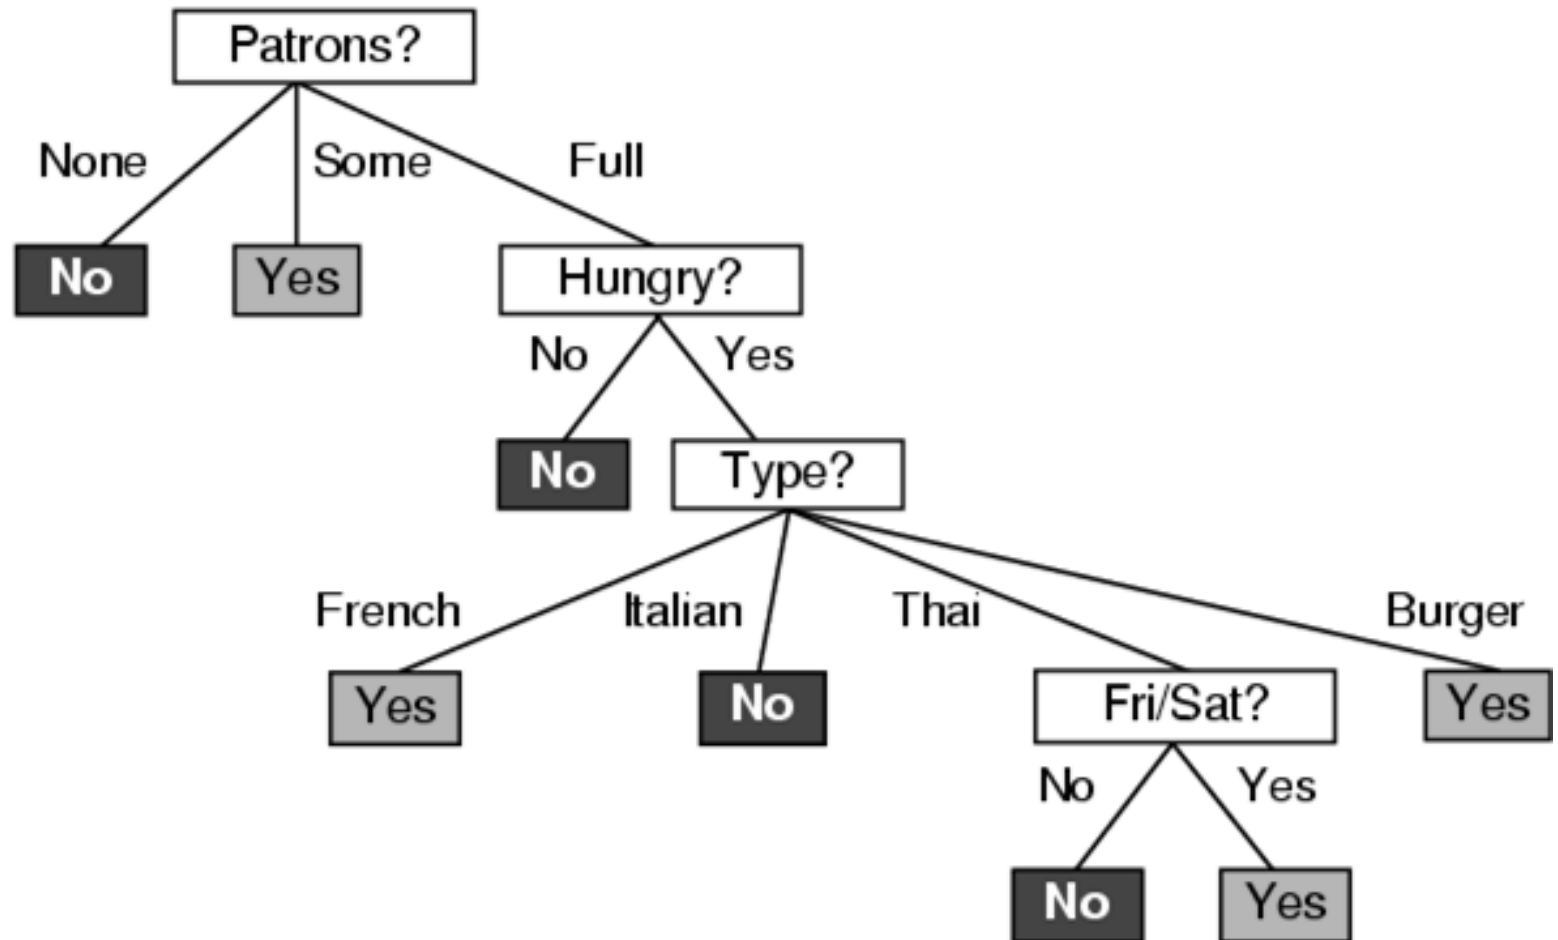 Patrons?
None Some Full
No Yes Hungry?
No Yes
No Type?
French Italian Thai Burger
Yes No Fri/Sat? Yes
No Yes
No Yes